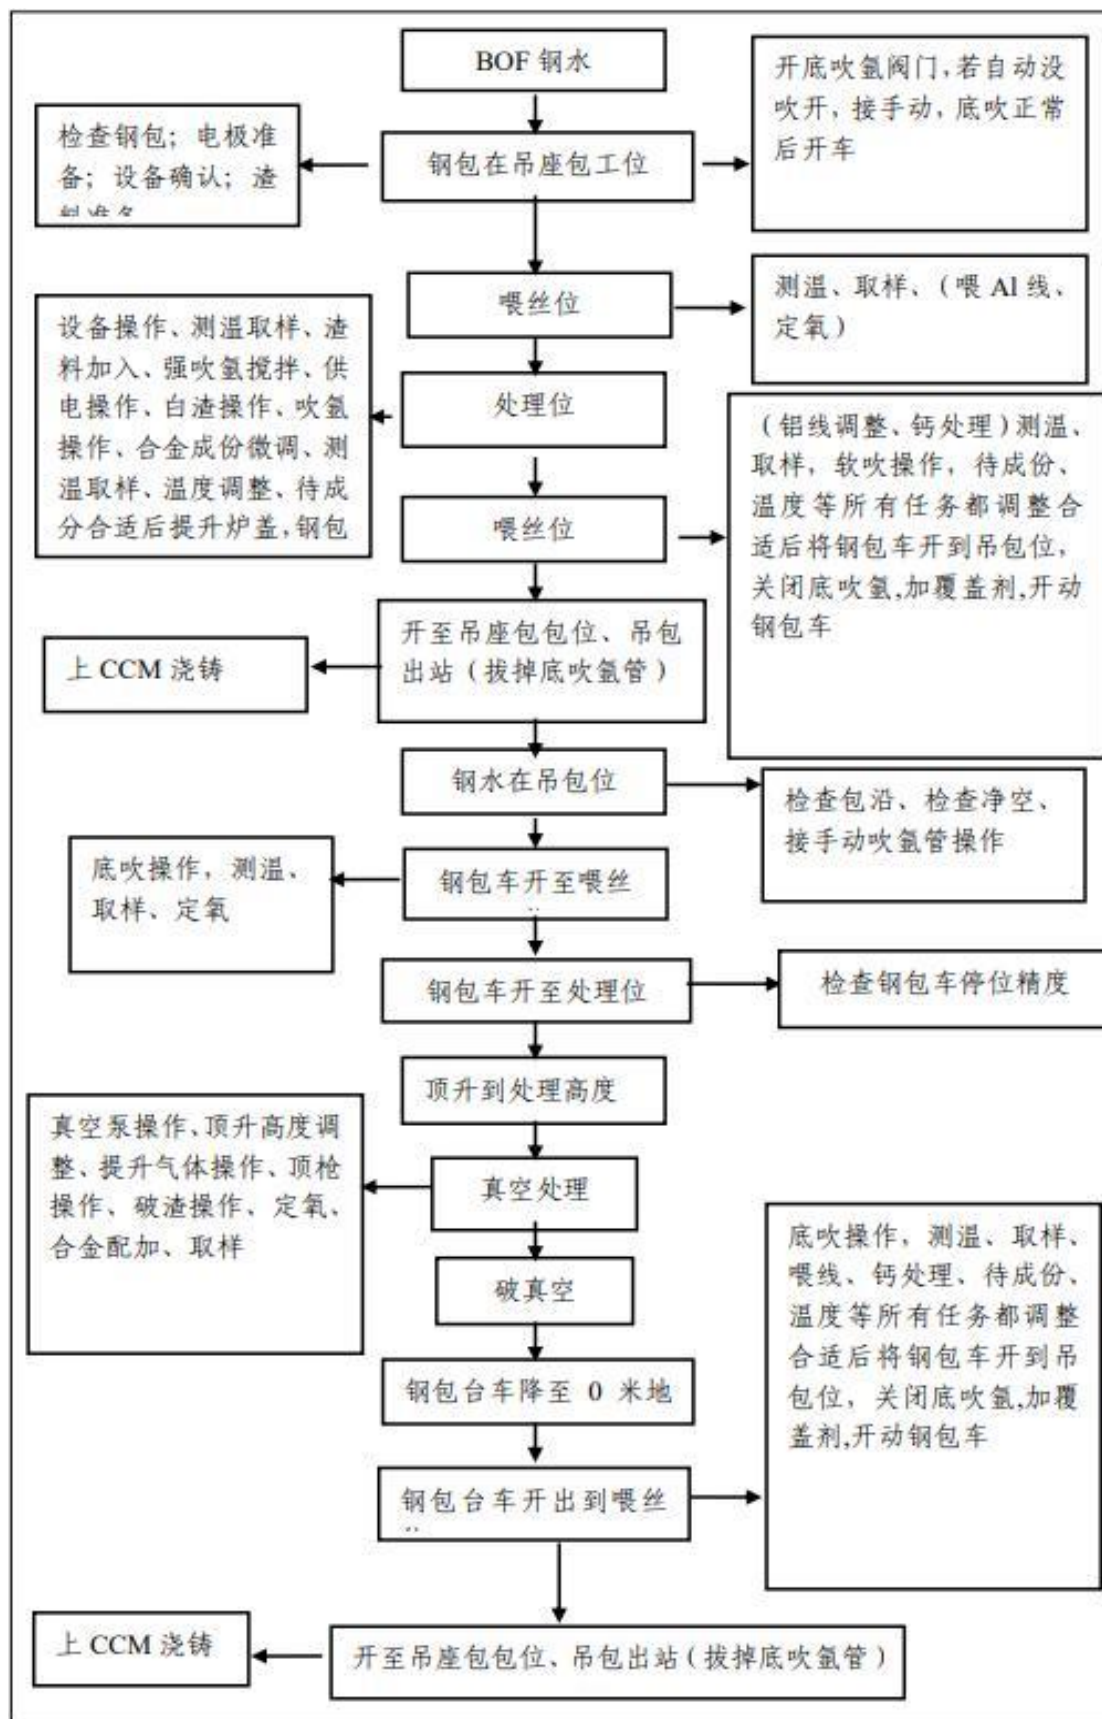 BOF 钢水
开底吹氩阀门,若自动没
吹开,接手动,底吹正常
后开车
检查钢包；电极准
备；设备确认；渣
钢包在吊座包工位
喂丝位
测温、取样、（喂 Al 线、
定氧）
设备操作、测温取样、渣
料加入、强吹氩搅拌、供
电操作、白渣操作、吹氩
操作、合金成份微调、测
温取样、温度调整、待成
分合适后提升炉盖,钢包
处理位
（铝线调整、钙处理）测温、
取样，软吹操作，待成份、
温度等所有任务都调整合
适后将钢包车开到吊包位，
关闭底吹氩,加覆盖剂,开动
钢包车
喂丝位
开至吊座包包位、吊包
出站（拔掉底吹氩管）
上 CCM 浇铸
钢水在吊包位
检查包沿、检查净空、
接手动吹氩管操作
底吹操作，测温、
取样、定氧
钢包车开至喂丝
钢包车开至处理位
检查钢包车停位精度
顶升到处理高度
真空泵操作、顶升高度调
整、提升气体操作、顶枪
操作、破渣操作、定氧、
合金配加、取样
真空处理
底吹操作，测温、取样、
喂线、钙处理、待成份、
温度等所有任务都调整
合适后将钢包车开到吊
包位，关闭底吹氩,加覆
盖剂,开动钢包车
破真空
钢包台车降至 0 米地
钢包台车开出到喂丝
上 CCM 浇铸
开至吊座包包位、吊包出站（拔掉底吹氩管）